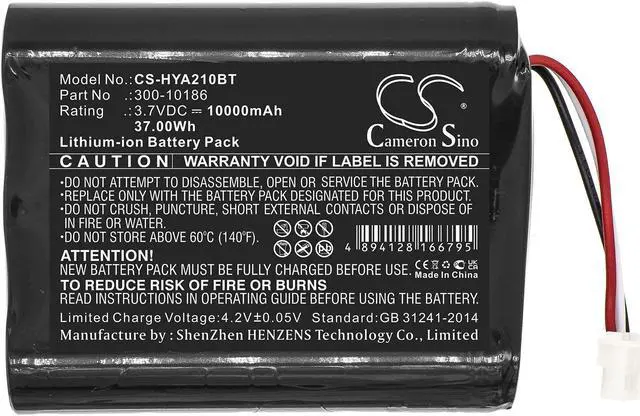 Model No.: CS-HYA210BT
Part No :300-10186
Rating :3.7VDC ⎓ 10000mAh
37.00Wh
Lithium-ion Battery Pack
CS
Cameron Sino
CAUTION WARRANTY VOID IF LABEL IS REMOVED
•DO NOT ATTEMPT TO DISASSEMBLE, OPEN OR SERVICE THE BATTERY PACK.
•REPLACE ONLY WITH THE BATTERY PACK DESIGNATED FOR THIS PRODUCT.
•DO NOT CRUSH, PUNCTURE, SHORT EXTERNAL CONTACTS OR DISPOSE OF
IN FIRE OR WATER.
•DO NOT STORE ABOVE 60°C (140°F).
4 894128 166795
ATTENTION!
NEW BATTERY PACK MUST BE CHARGED BEFORE USE.
TO REDUCE RISK OF FIRE OR BURNS
READ INSTRUCTIONS IN OPERATING MANUAL BEFORE USE.
CE
Made In China
Limited Charge Voltage:4.2V±0.05V Standard:GB 31241-2014
Manufacture by : ShenZhen HENZENS Technology Co., Limited